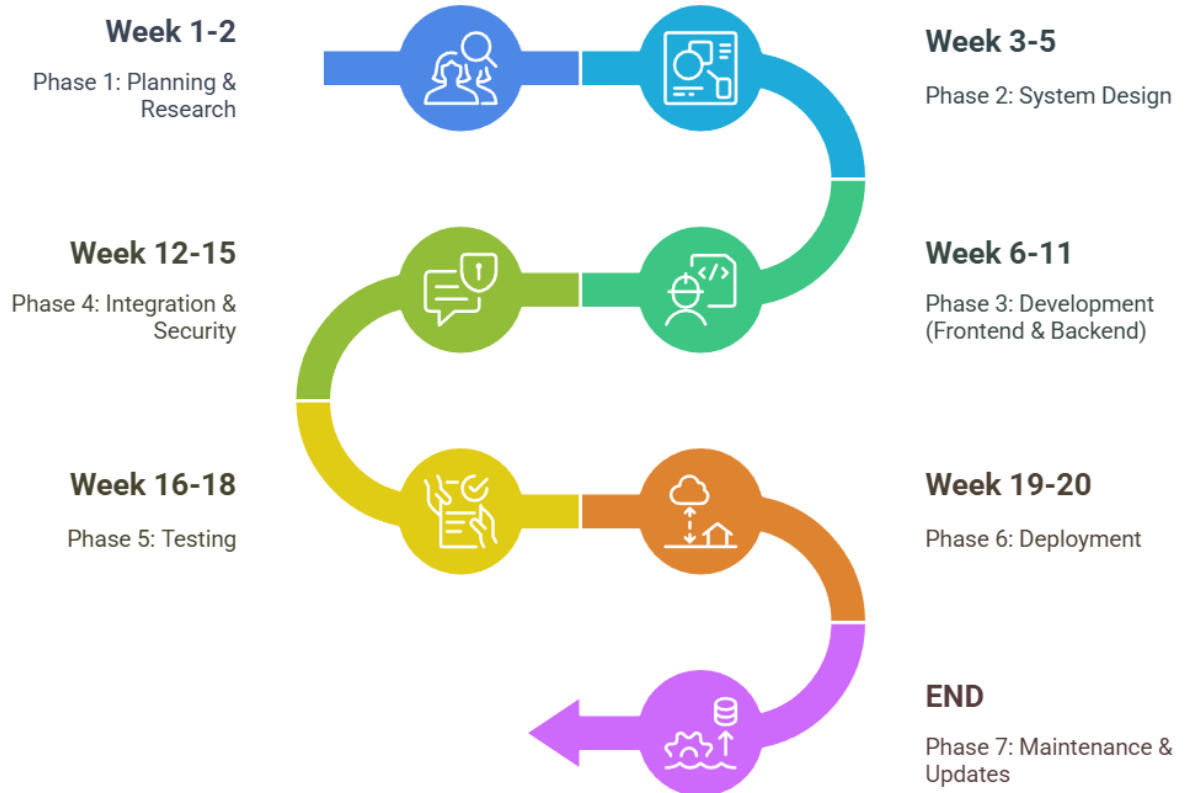 Week 1-2
Phase 1: Planning &
Research
Week 3-5
Phase 2: System Design
Week 6-11
Phase 3: Development
(Frontend & Backend)
Week 12-15
Phase 4: Integration &
Security
Week 16-18
Phase 5: Testing
Week 19-20
Phase 6: Deployment
END
Phase 7: Maintenance &
Updates